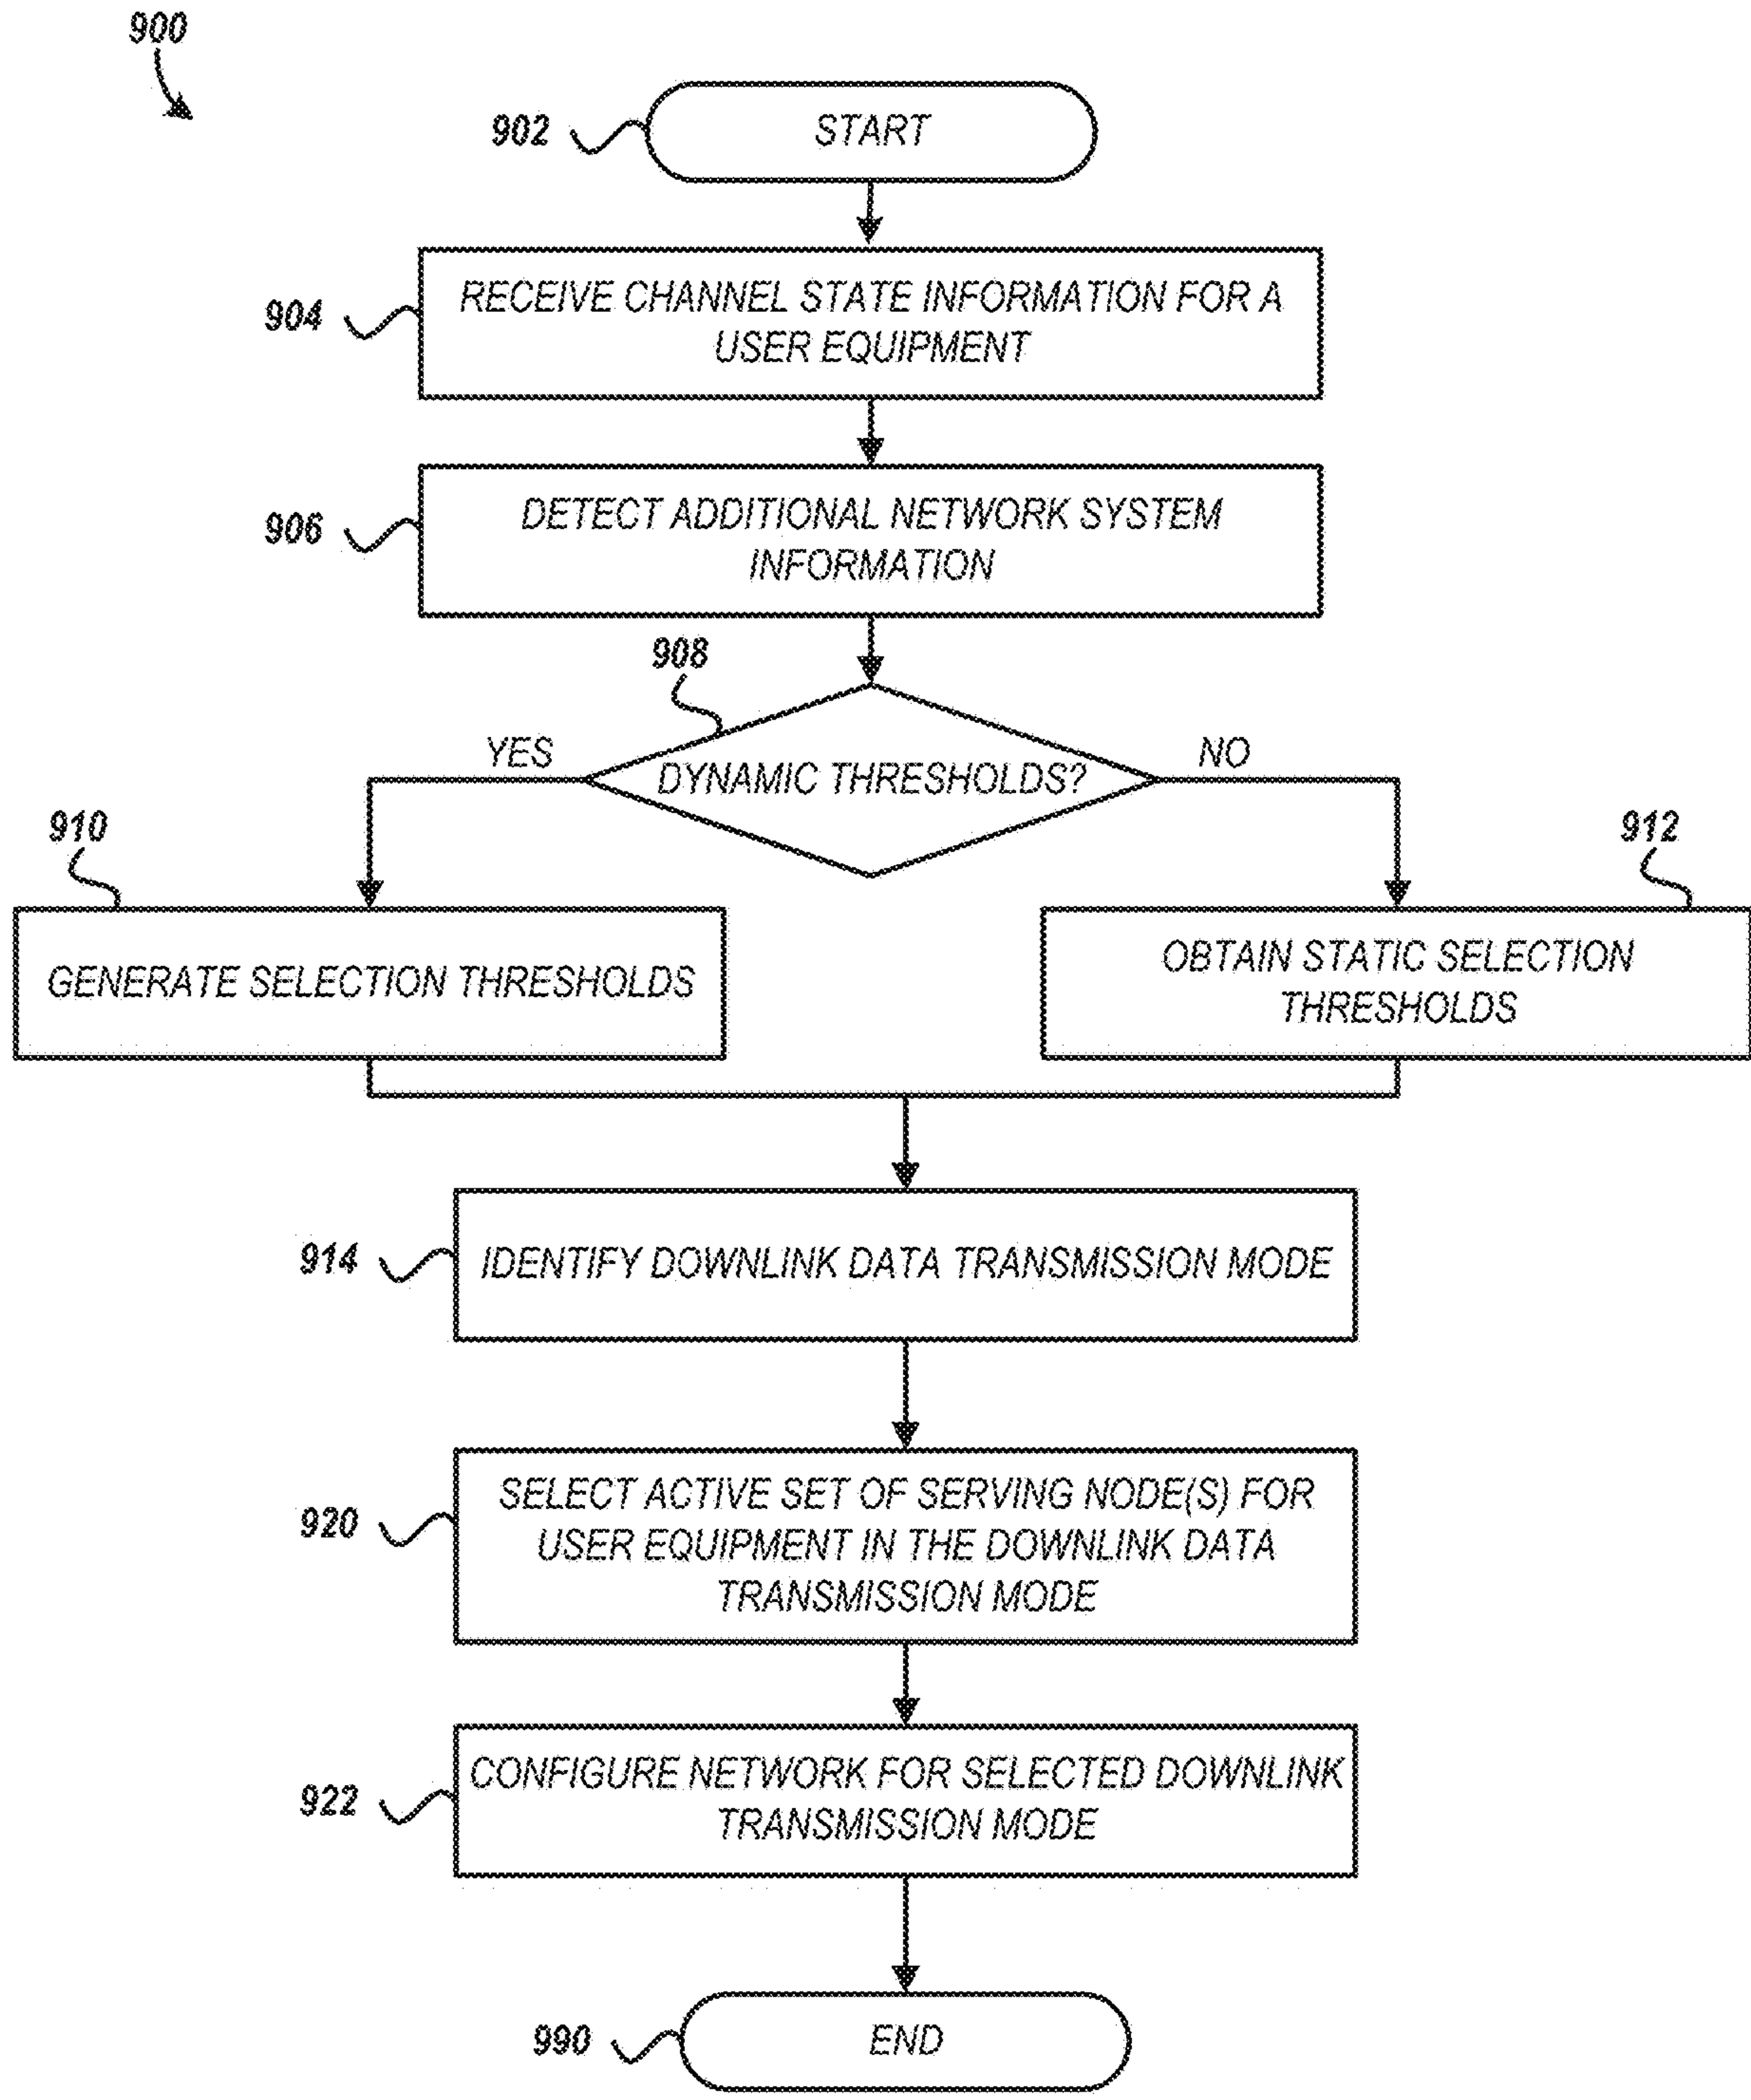 900
902
START
904
RECEIVE CHANNEL STATE INFORMATION FOR A
USER EQUIPMENT
906
DETECT ADDITIONAL NETWORK SYSTEM
INFORMATION
908
YES
DYNAMIC THRESHOLDS?
NO
910
912
GENERATE SELECTION THRESHOLDS
OBTAIN STATIC SELECTION
THRESHOLDS
914
IDENTIFY DOWNLINK DATA TRANSMISSION MODE
920
SELECT ACTIVE SET OF SERVING NODE(S) FOR
USER EQUIPMENT IN THE DOWNLINK DATA
TRANSMISSION MODE
922
CONFIGURE NETWORK FOR SELECTED DOWNLINK
TRANSMISSION MODE
990
END